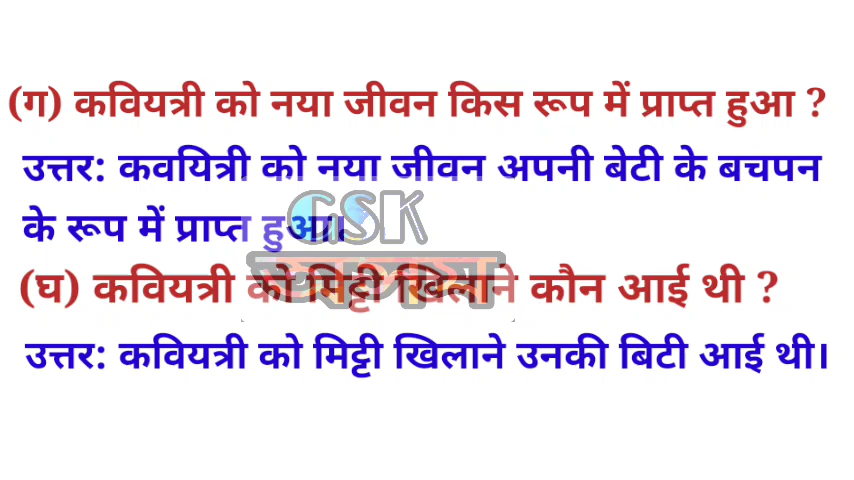 (ग) कवियत्री को नया जीवन किस रूप में प्राप्त हुआ ?
उत्तर: कवयित्री को नया जीवन अपनी बेटी के बचपन
के रूप में प्राप्त हुआ।
CSK
(घ) कवियत्री को मिट्टी खिलाने कौन आई थी ?
उत्तर: कवियत्री को मिट्टी खिलाने उनकी बिटी आई थी।